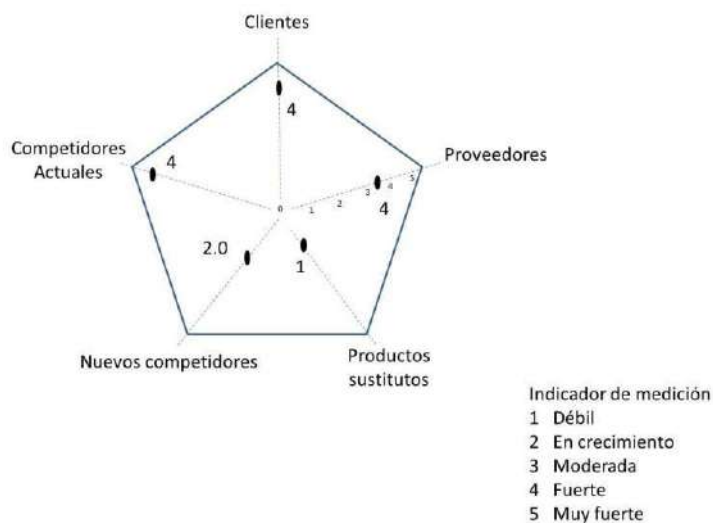 Clientes
4
Competidores
Actuales
4
Proveedores
0 1 2 3 4 5
4
2.0
1
Nuevos competidores
Productos
sustitutos
Indicador de medición
1 Débil
2 En crecimiento
3 Moderada
4 Fuerte
5 Muy fuerte